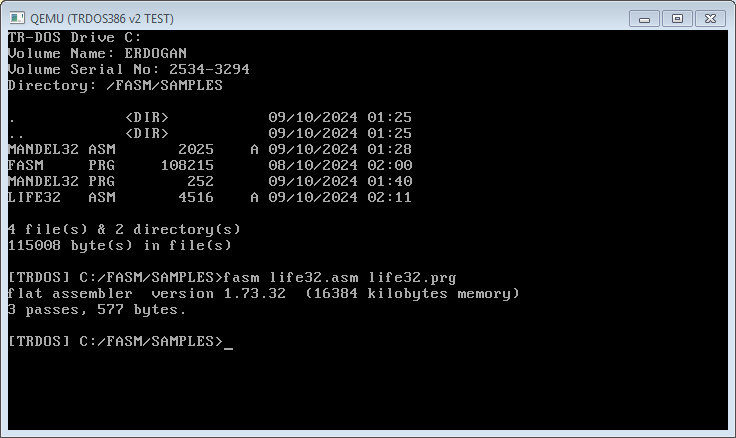 QEMU (TRDOS386 v2 TEST)
TR-DOS Drive C:
Volume Name: ERDOGAN
Volume Serial No: 2534-3294
Directory: /FASM/SAMPLES
. <DIR> 09/10/2024 01:25
.. <DIR> 09/10/2024 01:25
MANDEL32 ASM 2025 A 09/10/2024 01:28
FASM PRG 108215 08/10/2024 02:00
MANDEL32 PRG 252 09/10/2024 01:40
LIFE32 ASM 4516 A 09/10/2024 02:11
4 file(s) & 2 directory(s)
115008 byte(s) in file(s)
[TRDOS] C:/FASM/SAMPLES>fasm life32.asm life32.prg
flat assembler  version 1.73.32  (16384 kilobytes memory)
3 passes, 577 bytes.
[TRDOS] C:/FASM/SAMPLES>_